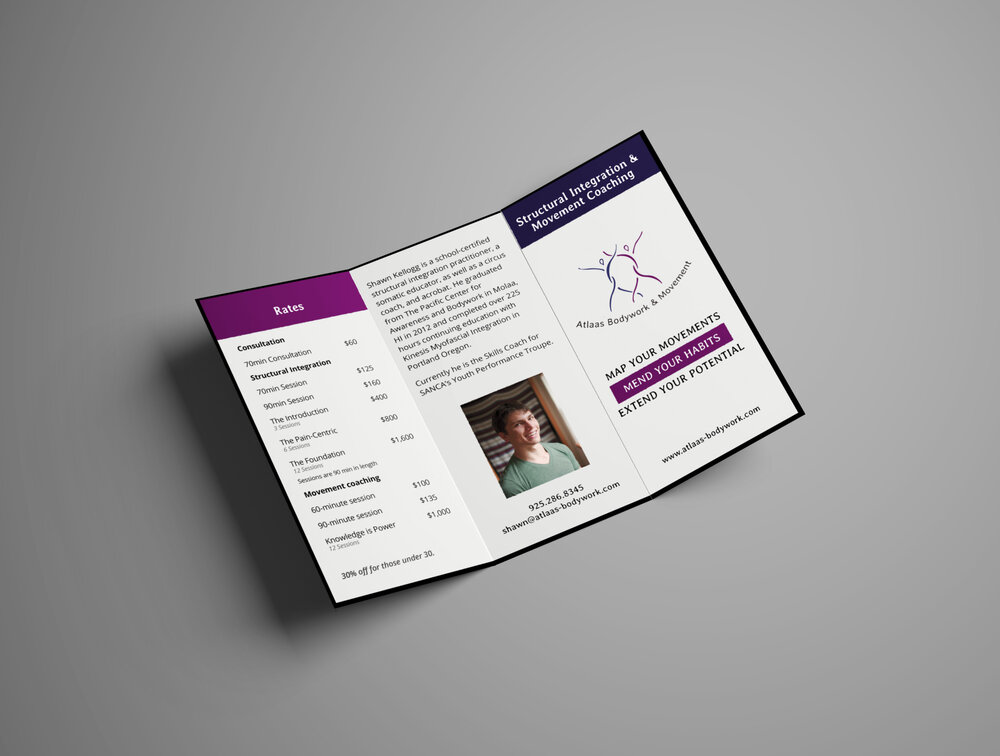 Rates
Consultation
70min Consultation $60
Structural Integration
70min Session $125
90min Session $160
The Introduction $400
3 Sessions
The Pain-Centric $800
6 Sessions
The Foundation $1,600
12 Sessions
Sessions are 90 min in length
Movement coaching
60-minute session $100
90-minute session $135
Knowledge is Power $1,000
12 Sessions
30% off for those under 30.
Shawn Kellogg is a school-certified
structural integration practitioner, a
somatic educator, as well as a circus
coach, and acrobat. He graduated
from The Pacific Center for
Awareness and Bodywork in Molaa,
HI in 2012 and completed over 225
hours continuing education with
Kinesis Myofascial Integration in
Portland Oregon.
Currently he is the Skills Coach for
SANCA's Youth Performance Troupe.
925.286.8345
shawn@atlaas-bodywork.com
Structural Integration &
Movement Coaching
Atlaas Bodywork & Movement
MAP YOUR MOVEMENTS
MEND YOUR HABITS
EXTEND YOUR POTENTIAL
www.atlaas-bodywork.com